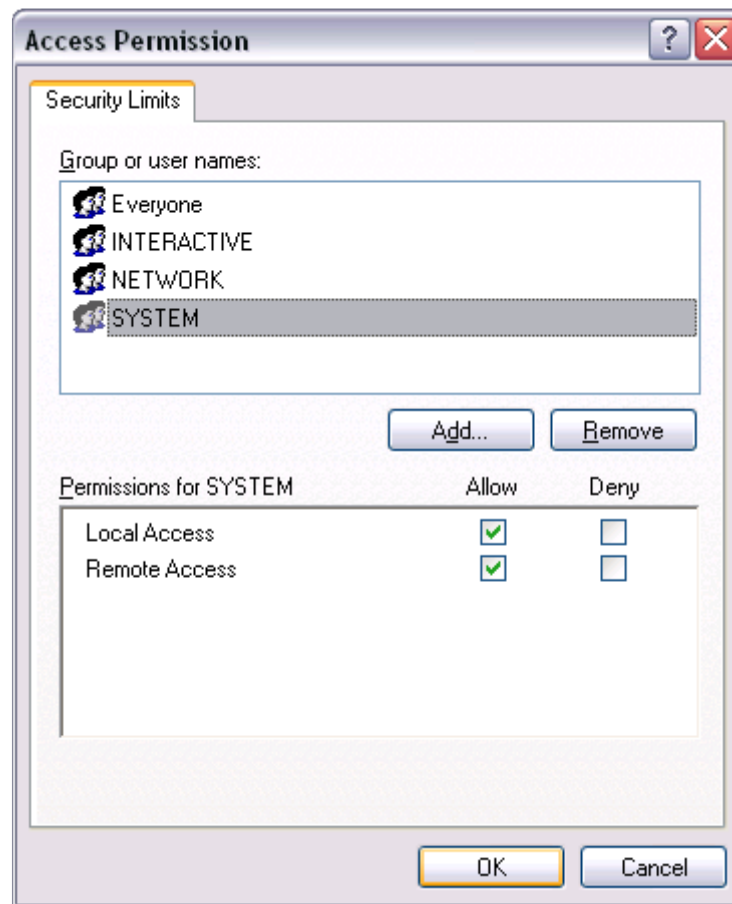 Access Permission
Security Limits
Group or user names:
Everyone
INTERACTIVE
NETWORK
SYSTEM
Add... Remove
Permissions for SYSTEM Allow Deny
Local Access
Remote Access
OK Cancel